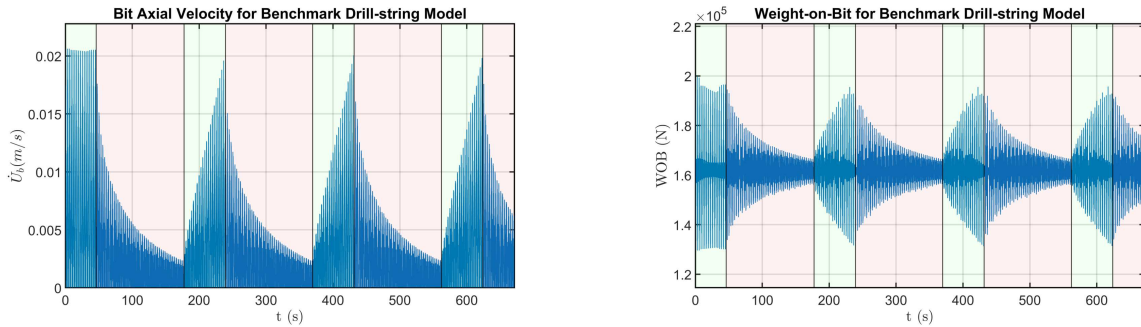 Bit Axial Velocity for Benchmark Drill-string Model
U̇_b(m/s)
0.02
0.015
0.01
0.005
0
0 100 200 300 400 500 600
t (s)
Weight-on-Bit for Benchmark Drill-string Model
×10⁵
WOB (N)
2.2
2
1.8
1.6
1.4
1.2
0 100 200 300 400 500 600
t (s)